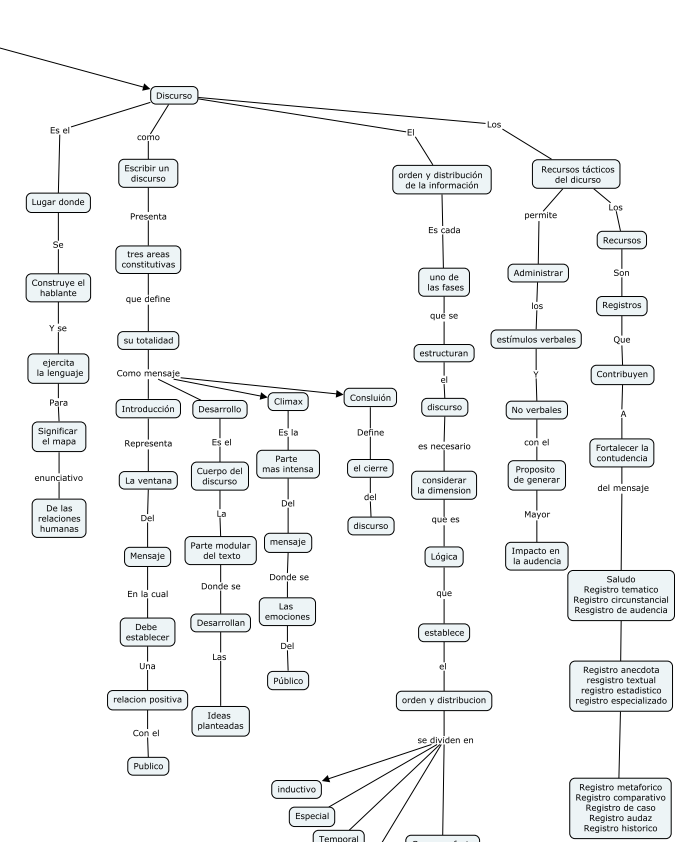 Discurso
Es el
Lugar donde
Se
Construye el
hablante
Y se
ejercita
la lenguaje
Para
Significar
el mapa
enunciativo
De las
relaciones
humanas
como
Escribir un
discurso
Presenta
tres areas
constitutivas
que define
su totalidad
Como mensaje
Introducción
Representa
La ventana
Del
Mensaje
En la cual
Debe
establecer
Una
relacion positiva
Con el
Publico
Desarrollo
Es el
Cuerpo del
discurso
La
Parte modular
del texto
Donde se
Desarrollan
Las
Ideas
planteadas
Climax
Es la
Parte
mas intensa
Del
mensaje
Donde se
Las
emociones
Del
Público
Consluión
Define
el cierre
del
discurso
El
orden y distribución
de la información
Es cada
uno de
las fases
que se
estructuran
el
discurso
es necesario
considerar
la dimension
que es
Lógica
que
establece
el
orden y distribucion
se dividen en
inductivo
Especial
Temporal
Los
Recursos tácticos
del dicurso
permite
Administrar
los
estímulos verbales
Y
No verbales
con el
Proposito
de generar
Mayor
Impacto en
la audencia
Los
Recursos
Son
Registros
Que
Contribuyen
A
Fortalecer la
contudencia
del mensaje
Saludo
Registro tematico
Registro circunstancial
Resgistro de audencia
Registro anecdota
resgistro textual
registro estadistico
registro especializado
Registro metaforico
Registro comparativo
Registro de caso
Registro audaz
Registro historico